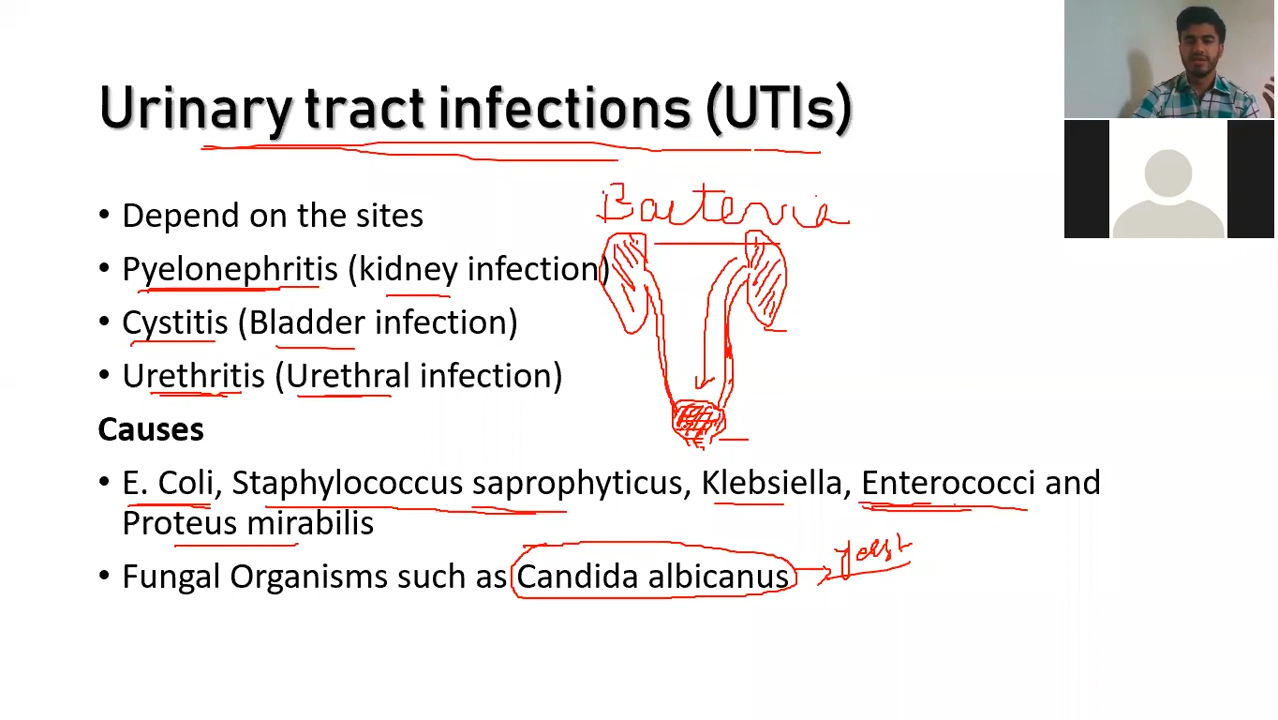 Urinary tract infections (UTIs)
• Depend on the sites
Bacteria
• Pyelonephritis (kidney infection)
• Cystitis (Bladder infection)
• Urethritis (Urethral infection)
Causes
• E. Coli, Staphylococcus saprophyticus, Klebsiella, Enterococci and
Proteus mirabilis
• Fungal Organisms such as Candida albicanus
yeast